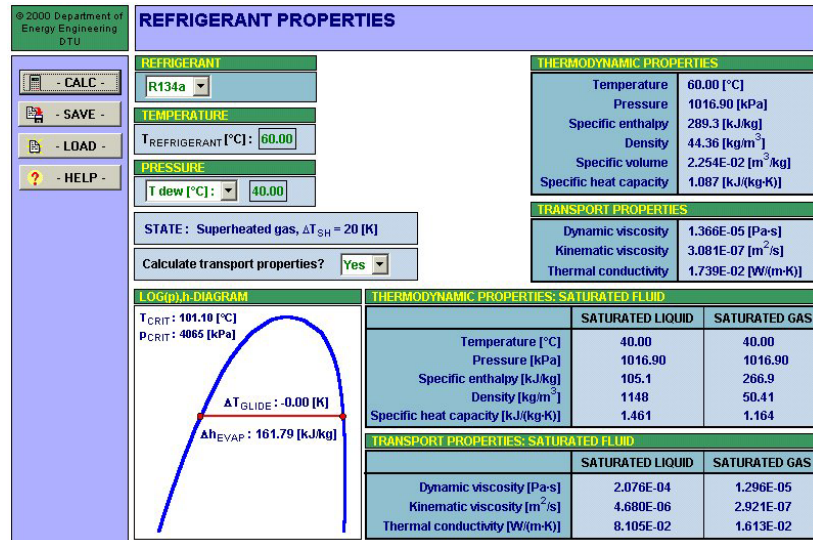 © 2000 Department of
Energy Engineering
DTU
REFRIGERANT PROPERTIES
- CALC -
- SAVE -
- LOAD -
? - HELP -
REFRIGERANT
R134a
TEMPERATURE
TREFRIGERANT[°C]: 60.00
PRESSURE
T dew [°C]: 40.00
STATE: Superheated gas, ΔTSH = 20 [K]
Calculate transport properties? Yes
THERMODYNAMIC PROPERTIES
Temperature 60.00 [°C]
Pressure 1016.90 [kPa]
Specific enthalpy 289.3 [kJ/kg]
Density 44.36 [kg/m3]
Specific volume 2.254E-02 [m3/kg]
Specific heat capacity 1.087 [kJ/(kg·K)]
TRANSPORT PROPERTIES
Dynamic viscosity 1.366E-05 [Pa·s]
Kinematic viscosity 3.081E-07 [m2/s]
Thermal conductivity 1.739E-02 [W/(m·K)]
LOG(p),h-DIAGRAM
TCRIT: 101.10 [°C]
pCRIT: 4065 [kPa]
ΔTGLIDE: -0.00 [K]
ΔhEVAP: 161.79 [kJ/kg]
THERMODYNAMIC PROPERTIES: SATURATED FLUID
SATURATED LIQUID SATURATED GAS
Temperature [°C] 40.00 40.00
Pressure [kPa] 1016.90 1016.90
Specific enthalpy [kJ/kg] 105.1 266.9
Density [kg/m3] 1148 50.41
Specific heat capacity [kJ/(kg·K)] 1.461 1.164
TRANSPORT PROPERTIES: SATURATED FLUID
SATURATED LIQUID SATURATED GAS
Dynamic viscosity [Pa·s] 2.076E-04 1.296E-05
Kinematic viscosity [m2/s] 4.680E-06 2.921E-07
Thermal conductivity [W/(m·K)] 8.105E-02 1.613E-02